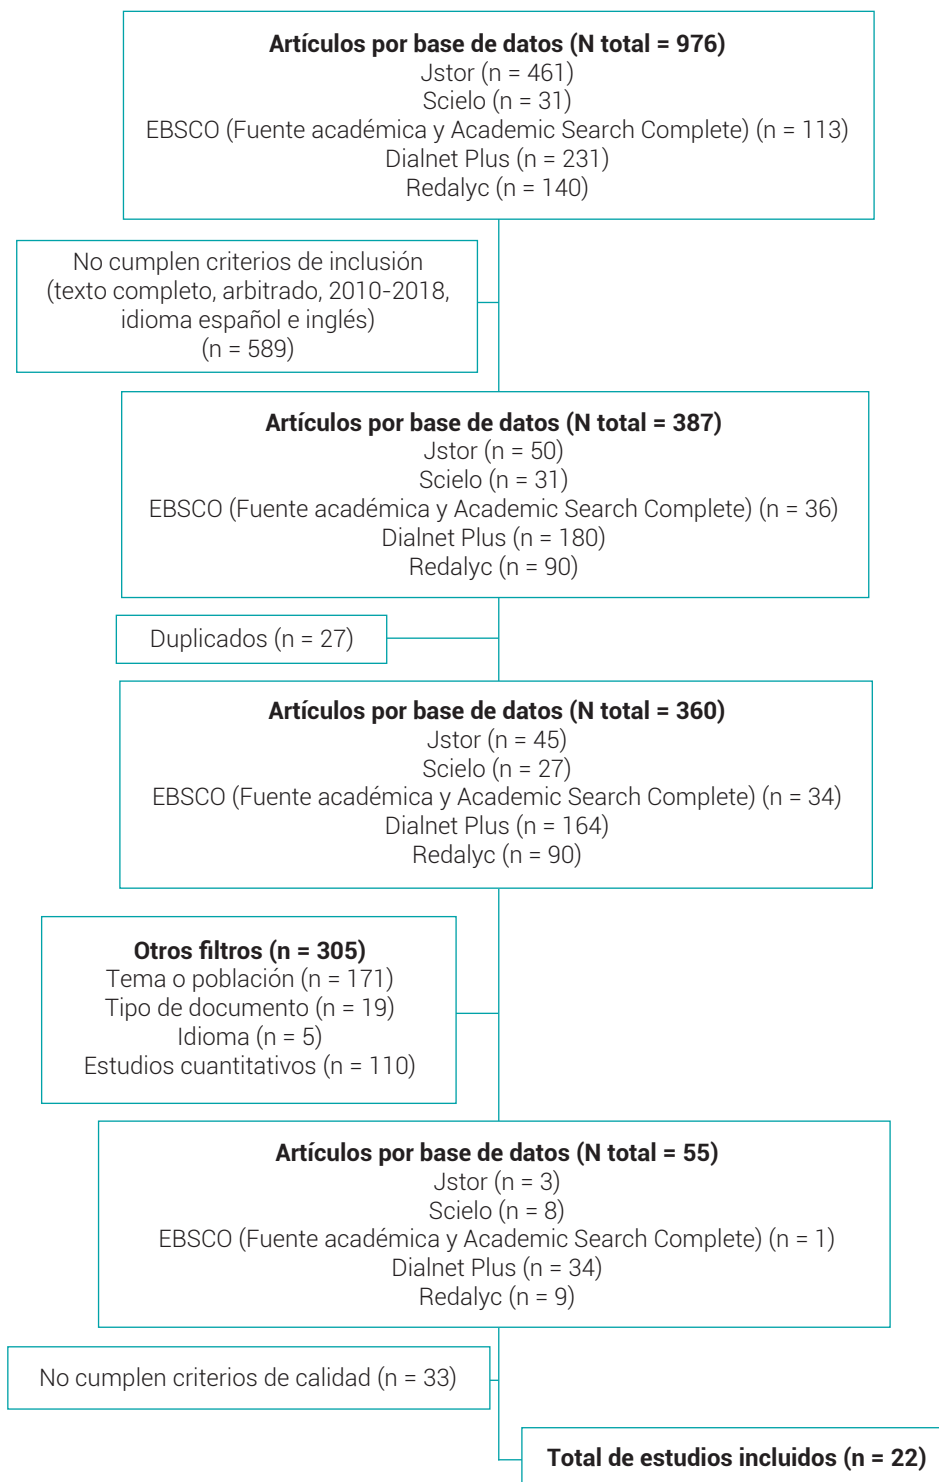 Artículos por base de datos (N total = 976)
Jstor (n = 461)
Scielo (n = 31)
EBSCO (Fuente académica y Academic Search Complete) (n = 113)
Dialnet Plus (n = 231)
Redalyc (n = 140)
No cumplen criterios de inclusión
(texto completo, arbitrado, 2010-2018,
idioma español e inglés)
(n = 589)
Artículos por base de datos (N total = 387)
Jstor (n = 50)
Scielo (n = 31)
EBSCO (Fuente académica y Academic Search Complete) (n = 36)
Dialnet Plus (n = 180)
Redalyc (n = 90)
Duplicados (n = 27)
Artículos por base de datos (N total = 360)
Jstor (n = 45)
Scielo (n = 27)
EBSCO (Fuente académica y Academic Search Complete) (n = 34)
Dialnet Plus (n = 164)
Redalyc (n = 90)
Otros filtros (n = 305)
Tema o población (n = 171)
Tipo de documento (n = 19)
Idioma (n = 5)
Estudios cuantitativos (n = 110)
Artículos por base de datos (N total = 55)
Jstor (n = 3)
Scielo (n = 8)
EBSCO (Fuente académica y Academic Search Complete) (n = 1)
Dialnet Plus (n = 34)
Redalyc (n = 9)
No cumplen criterios de calidad (n = 33)
Total de estudios incluidos (n = 22)